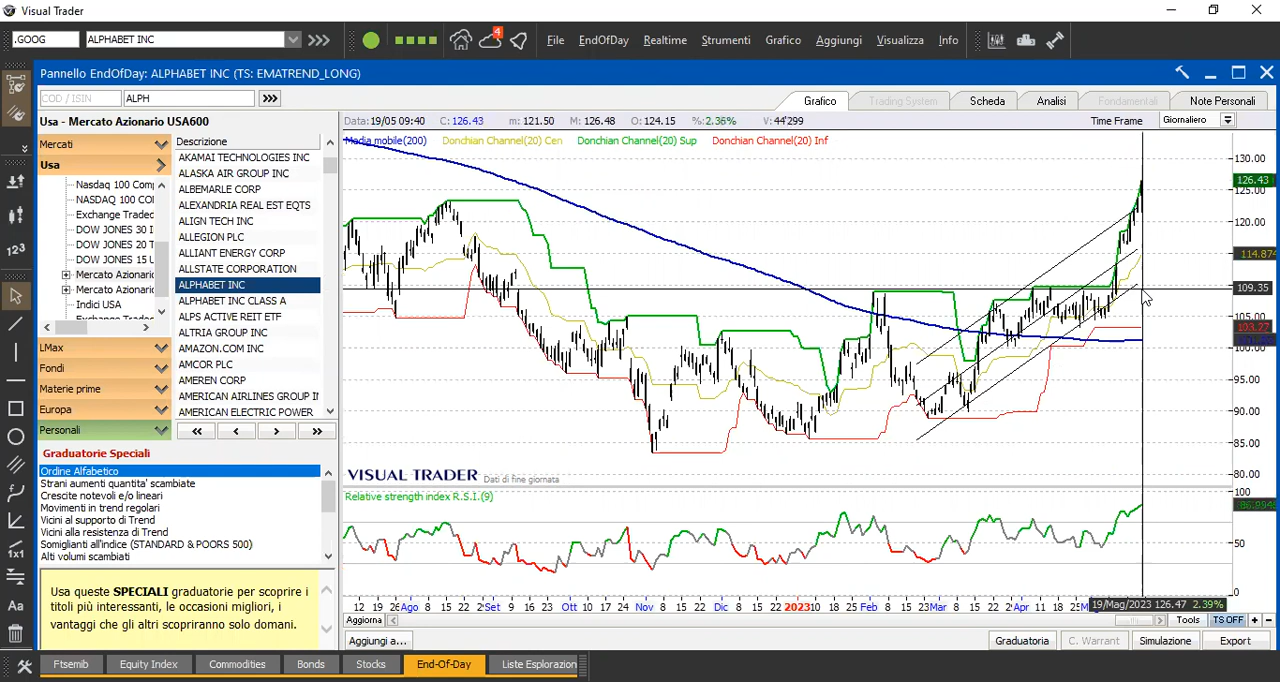 Visual Trader
.GOOG
ALPHABET INC
4
File EndOfDay Realtime Strumenti Grafico Aggiungi Visualizza Info
Pannello EndOfDay: ALPHABET INC (TS: EMATREND_LONG)
COD / ISIN
ALPH
Grafico
Trading System
Scheda
Analisi
Fondamentali
Note Personali
Usa - Mercato Azionario USA600
Mercati
Usa
Nasdaq 100 Com
NASDAQ 100 CO
Exchange Traded
DOW JONES 30 I
DOW JONES 20 T
DOW JONES 15 U
Mercato Azionario
Mercato Azionario
Indici USA
Exchange Traded
LMax
Fondi
Materie prime
Europa
Personali
Descrizione
AKAMAI TECHNOLOGIES INC
ALASKA AIR GROUP INC
ALBEMARLE CORP
ALEXANDRIA REAL EST EQTS
ALIGN TECH INC
ALLEGION PLC
ALLIANT ENERGY CORP
ALLSTATE CORPORATION
ALPHABET INC
ALPHABET INC CLASS A
ALPS ACTIVE REIT ETF
ALTRIA GROUP INC
AMAZON.COM INC
AMCOR PLC
AMEREN CORP
AMERICAN AIRLINES GROUP I
AMERICAN ELECTRIC POWER
Graduatorie Speciali
Ordine Alfabetico
Strani aumenti quantita' scambiate
Crescite notevoli e/o lineari
Movimenti in trend regolari
Vicini al supporto di Trend
Vicini alla resistenza di Trend
Somiglianti all'indice (STANDARD & POORS 500)
Alti volumi scambiati
Usa queste SPECIALI graduatorie per scoprire i
titoli più interessanti, le occasioni migliori, i
vantaggi che gli altri scopriranno solo domani.
Data:19/05 09:40 C: 126.43 m: 121.50 M: 126.48 O: 124.15 %:2.36% V: 44'299
Time Frame
Giornaliero
Media mobile(200) Donchian Channel(20) Cen Donchian Channel(20) Sup Donchian Channel(20) Inf
130.00
126.43
125.00
120.00
114.874
109.35
105.00
103.27
100.00
95.00
90.00
85.00
80.00
VISUAL TRADER Dati di fine giornata
Relative strength index R.S.I.(9)
100
50
0
12 19 26 Ago 8 15 22 Set 9 16 23 Ott 10 17 24 Nov 8 15 22 Dic 8 15 22 2023 10 18 25 Feb 8 15 23 Mar 8 15 22 Apr 11 18 25
19/Mag/2023 126.47 2.39%
Aggiorna
Tools
TS OFF
Aggiungi a...
Graduatoria
C. Warrant
Simulazione
Export
123
1x1
Aa
Ftsemib
Equity Index
Commodities
Bonds
Stocks
End-Of-Day
Liste Esplorazion